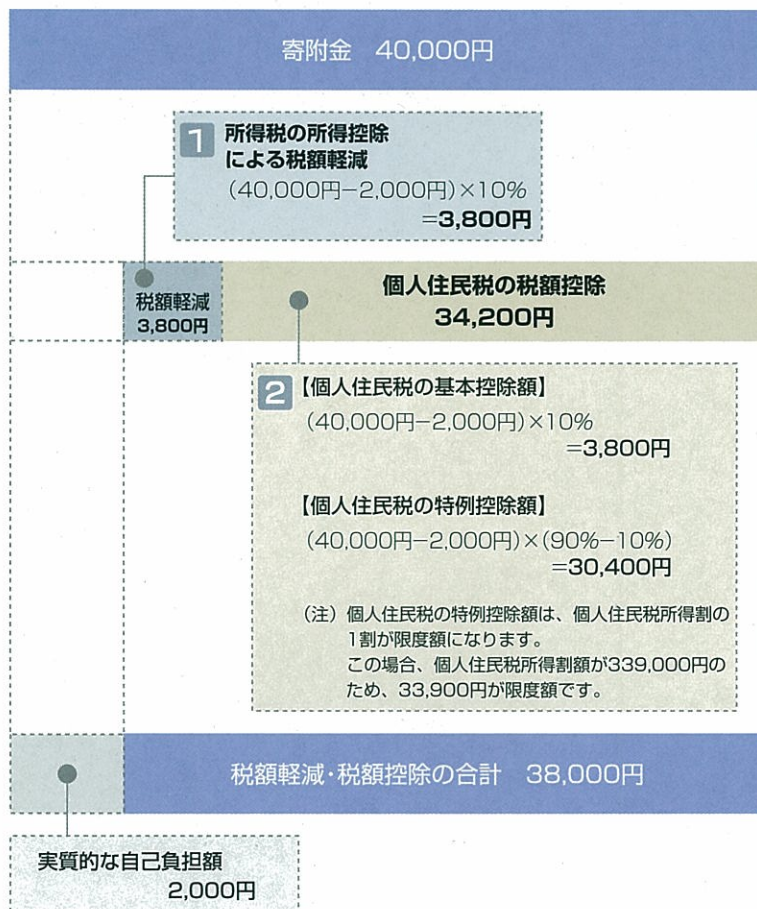 寄附金 40,000円
1 所得税の所得控除
による税額軽減
(40,000円−2,000円)×10%
=3,800円
税額軽減
3,800円
個人住民税の税額控除
34,200円
2 【個人住民税の基本控除額】
(40,000円−2,000円)×10%
=3,800円
【個人住民税の特例控除額】
(40,000円−2,000円)×(90%−10%)
=30,400円
(注) 個人住民税の特例控除額は、個人住民税所得割の
1割が限度額になります。
この場合、個人住民税所得割額が339,000円の
ため、33,900円が限度額です。
税額軽減・税額控除の合計 38,000円
実質的な自己負担額
2,000円